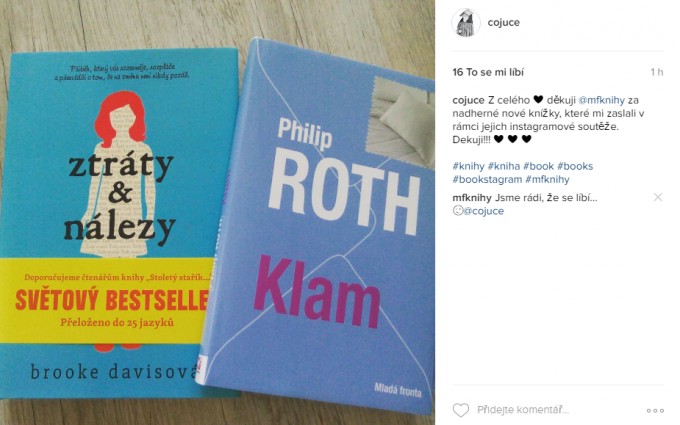 Příběh, který vás rozesměje, rozpláče
a přesvědčí o tom, že na změnu není nikdy pozdě.
ztráty
&
nálezy
Doporučujeme čtenářům knihy „Stoletý stařík...
SVĚTOVÝ BESTSELLE
Přeloženo do 25 jazyků
brooke davisová
Philip
ROTH
Klam
Mladá fronta
cojuce
16 To se mi líbí
1 h
cojuce Z celého ♥ děkuji @mfknihy za
nadherné nové knížky, které mi zaslali v
rámci jejich instagramové soutěže.
Dekuji!!! ♥ ♥ ♥
#knihy #kniha #book #books
#bookstagram #mfknihy
mfknihy Jsme rádi, že se líbí...
☺@cojuce
Přidejte komentář...